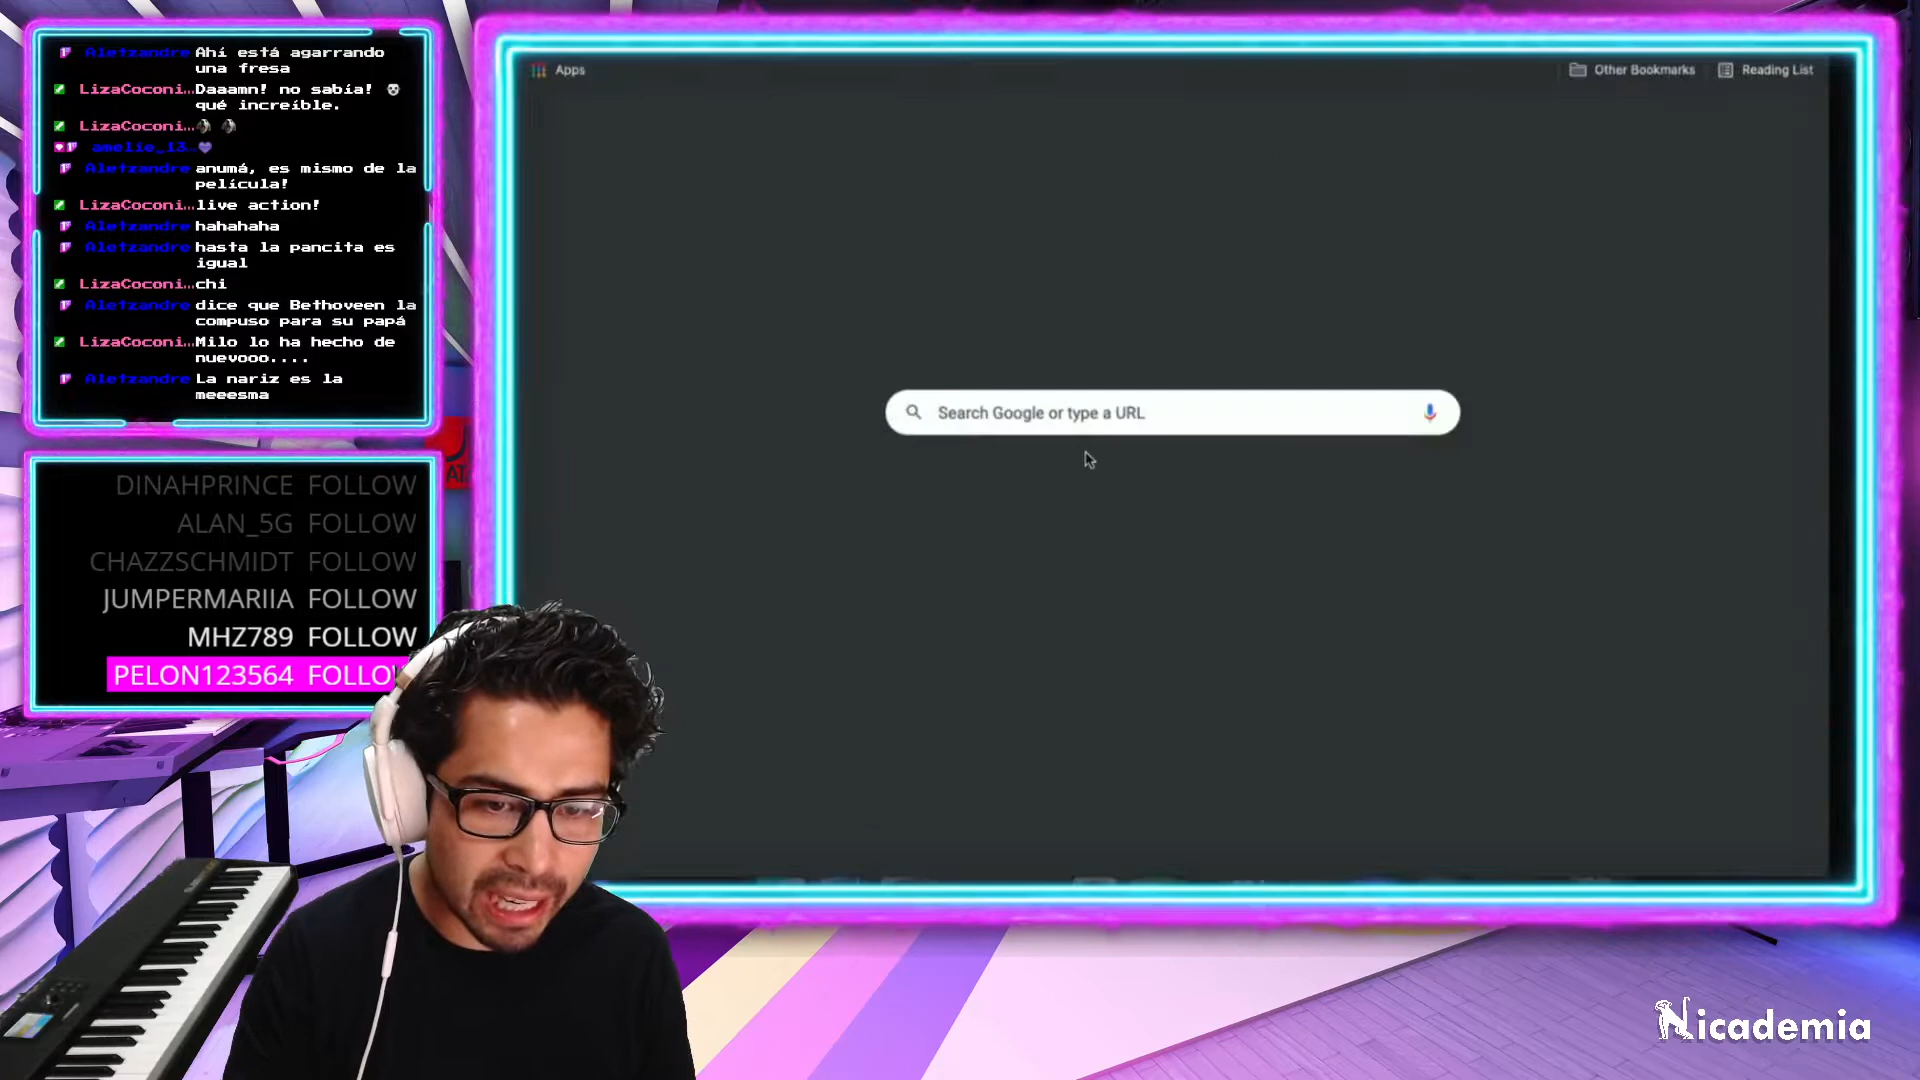 Aletzandre Ahí está agarrando
una fresa
LizaCoconi… Daaamn! no sabía!
qué increíble.
LizaCoconi…
amelie_13…
Aletzandre anumá, es mismo de la
película!
LizaCoconi… live action!
Aletzandre hahahaha
Aletzandre hasta la pancita es
igual
LizaCoconi… chi
Aletzandre dice que Bethoveen la
compuso para su papá
LizaCoconi… Milo lo ha hecho de
nuevooo....
Aletzandre La nariz es la
meeesma
DINAHPRINCE FOLLOW
ALAN_5G FOLLOW
CHAZZSCHMIDT FOLLOW
JUMPERMARIIA FOLLOW
MHZ789 FOLLOW
PELON123564 FOLLO
Apps
Other Bookmarks
Reading List
Search Google or type a URL
Nicademia